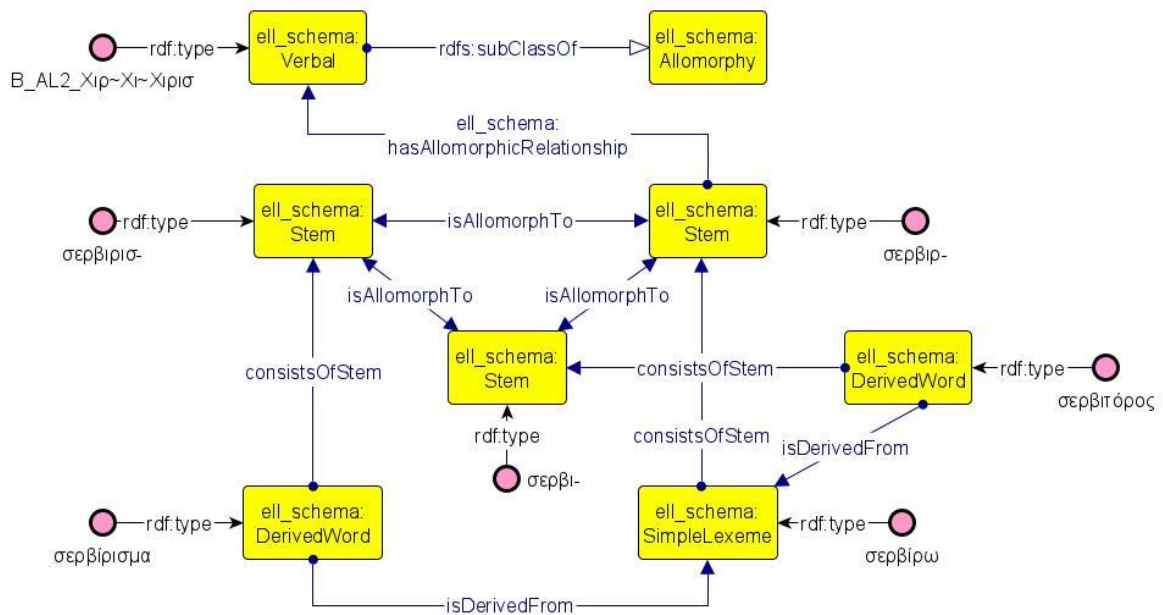 rdf:type
ell_schema:
Verbal
rdfs:subClassOf
ell_schema:
Allomorphy
B_AL2_Χιρ~Χι~Χιρισ
ell_schema:
hasAllomorphicRelationship
rdf:type
ell_schema:
Stem
isAllomorphTo
ell_schema:
Stem
rdf:type
σερβιρισ-
σερβιρ-
isAllomorphTo
isAllomorphTo
ell_schema:
Stem
consistsOfStem
consistsOfStem
ell_schema:
DerivedWord
rdf:type
σερβιτόρος
rdf:type
consistsOfStem
isDerivedFrom
σερβι-
rdf:type
ell_schema:
DerivedWord
ell_schema:
SimpleLexeme
rdf:type
σερβίρισμα
σερβίρω
isDerivedFrom